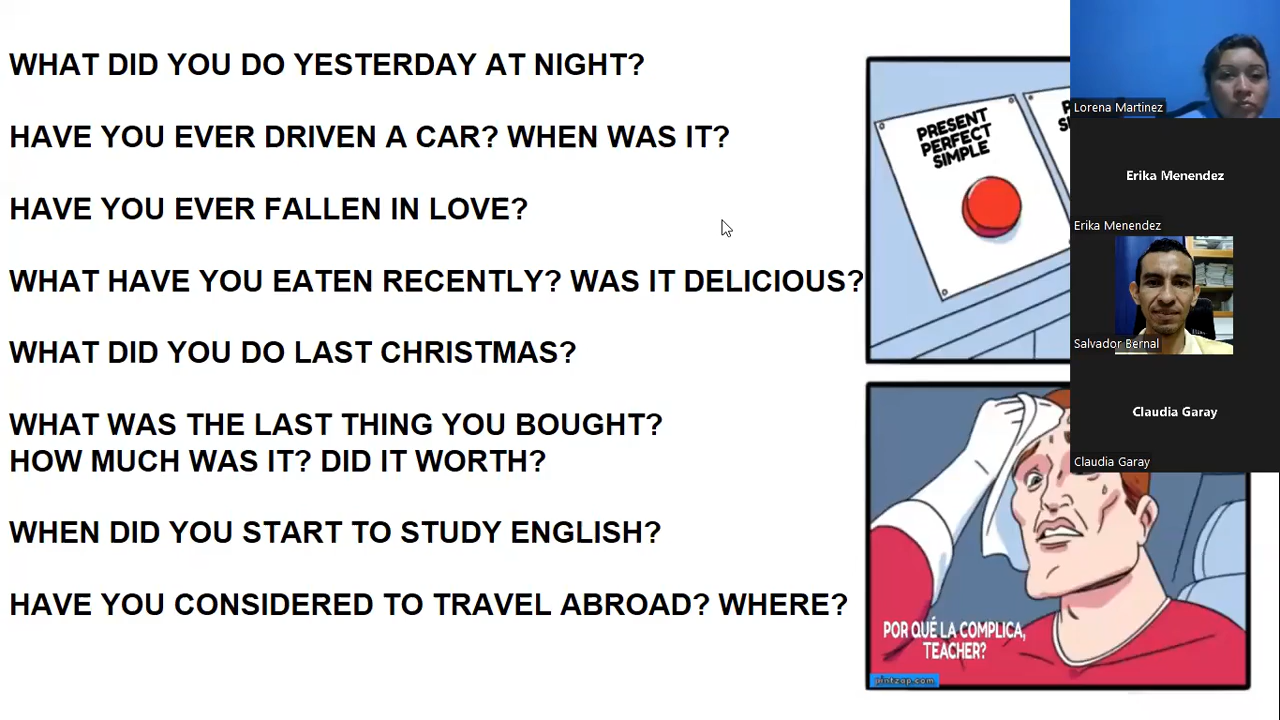 WHAT DID YOU DO YESTERDAY AT NIGHT?
HAVE YOU EVER DRIVEN A CAR? WHEN WAS IT?
HAVE YOU EVER FALLEN IN LOVE?
WHAT HAVE YOU EATEN RECENTLY? WAS IT DELICIOUS?
WHAT DID YOU DO LAST CHRISTMAS?
WHAT WAS THE LAST THING YOU BOUGHT?
HOW MUCH WAS IT? DID IT WORTH?
WHEN DID YOU START TO STUDY ENGLISH?
HAVE YOU CONSIDERED TO TRAVEL ABROAD? WHERE?
PRESENT
PERFECT
SIMPLE
POR QUÉ LA COMPLICA,
TEACHER?
Lorena Martinez
Erika Menendez
Erika Menendez
Salvador Bernal
Claudia Garay
Claudia Garay